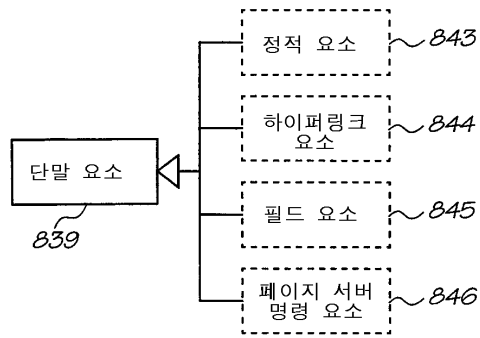 정적 요소
843
하이퍼링크
요소
844
단말 요소
839
필드 요소
845
페이지 서버
명령 요소
846